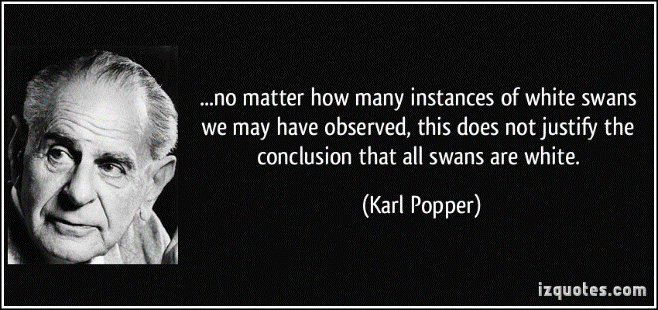 ...no matter how many instances of white swans
we may have observed, this does not justify the
conclusion that all swans are white.
(Karl Popper)
izquotes.com